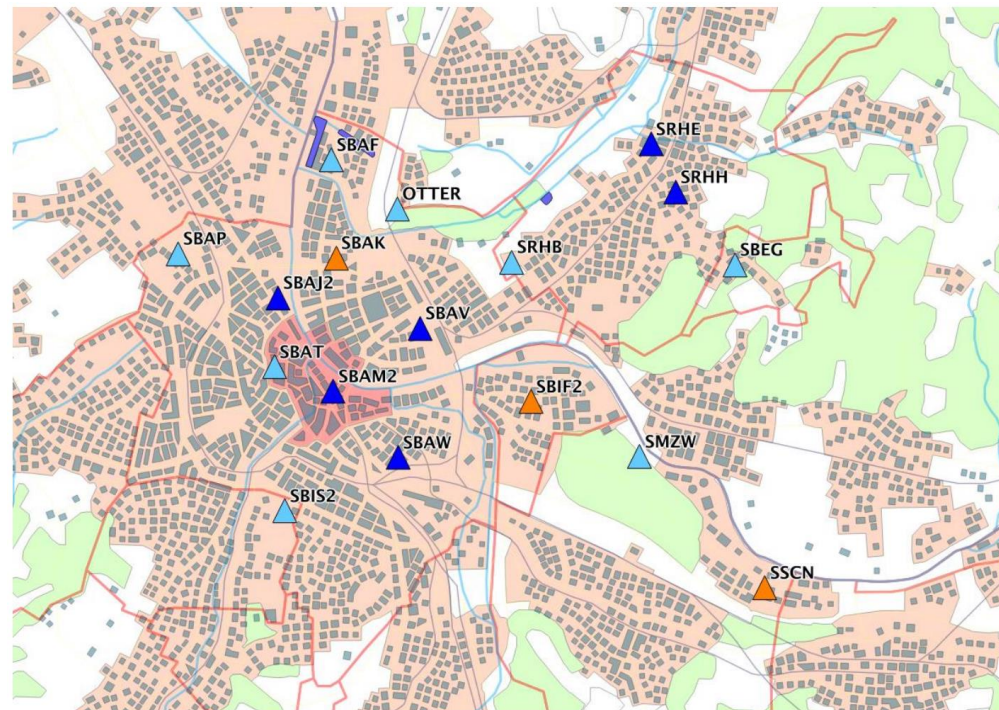 SRHE
SBAF
SRHH
OTTER
SBAP
SBAK
SRHB
SBEG
SBAJ2
SBAV
SBAT
SBAM2
SBIF2
SBAW
SMZW
SBIS2
SSCN